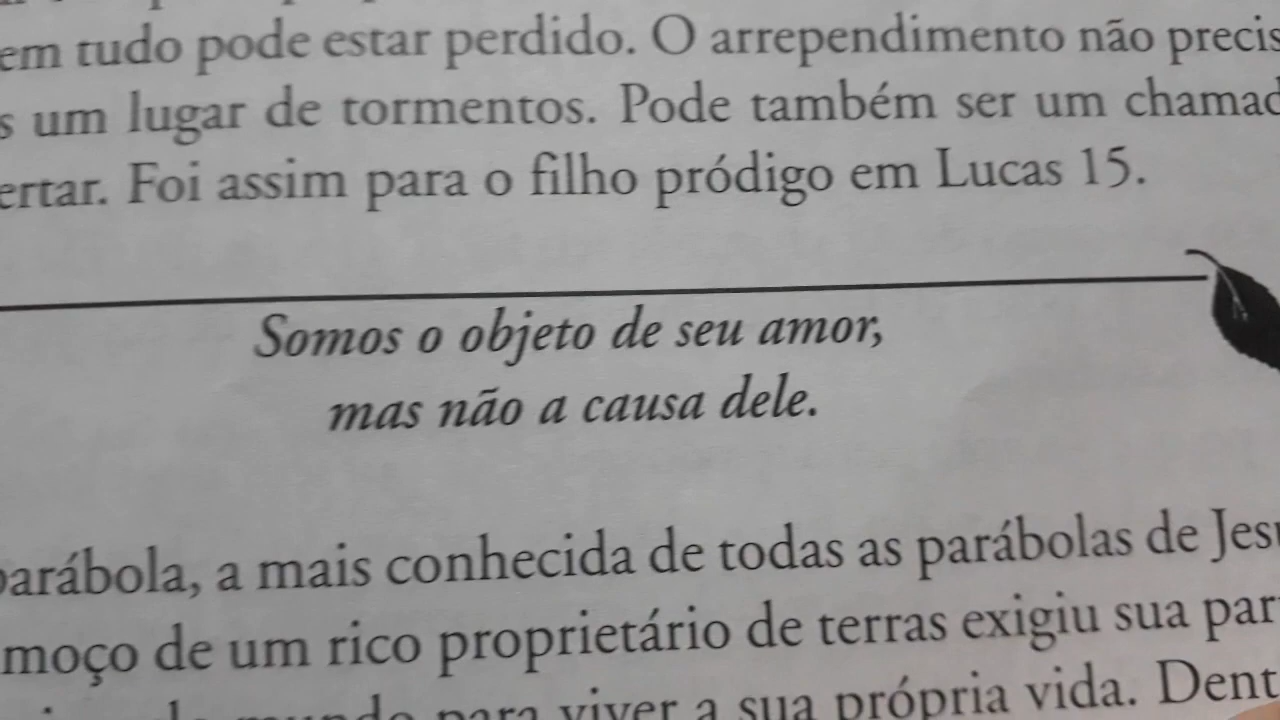 em tudo pode estar perdido. O arrependimento não precis
s um lugar de tormentos. Pode também ser um chamad
ertar. Foi assim para o filho pródigo em Lucas 15.
Somos o objeto de seu amor,
mas não a causa dele.
parábola, a mais conhecida de todas as parábolas de Jesu
moço de um rico proprietário de terras exigiu sua par
mundo para viver a sua própria vida. Dent